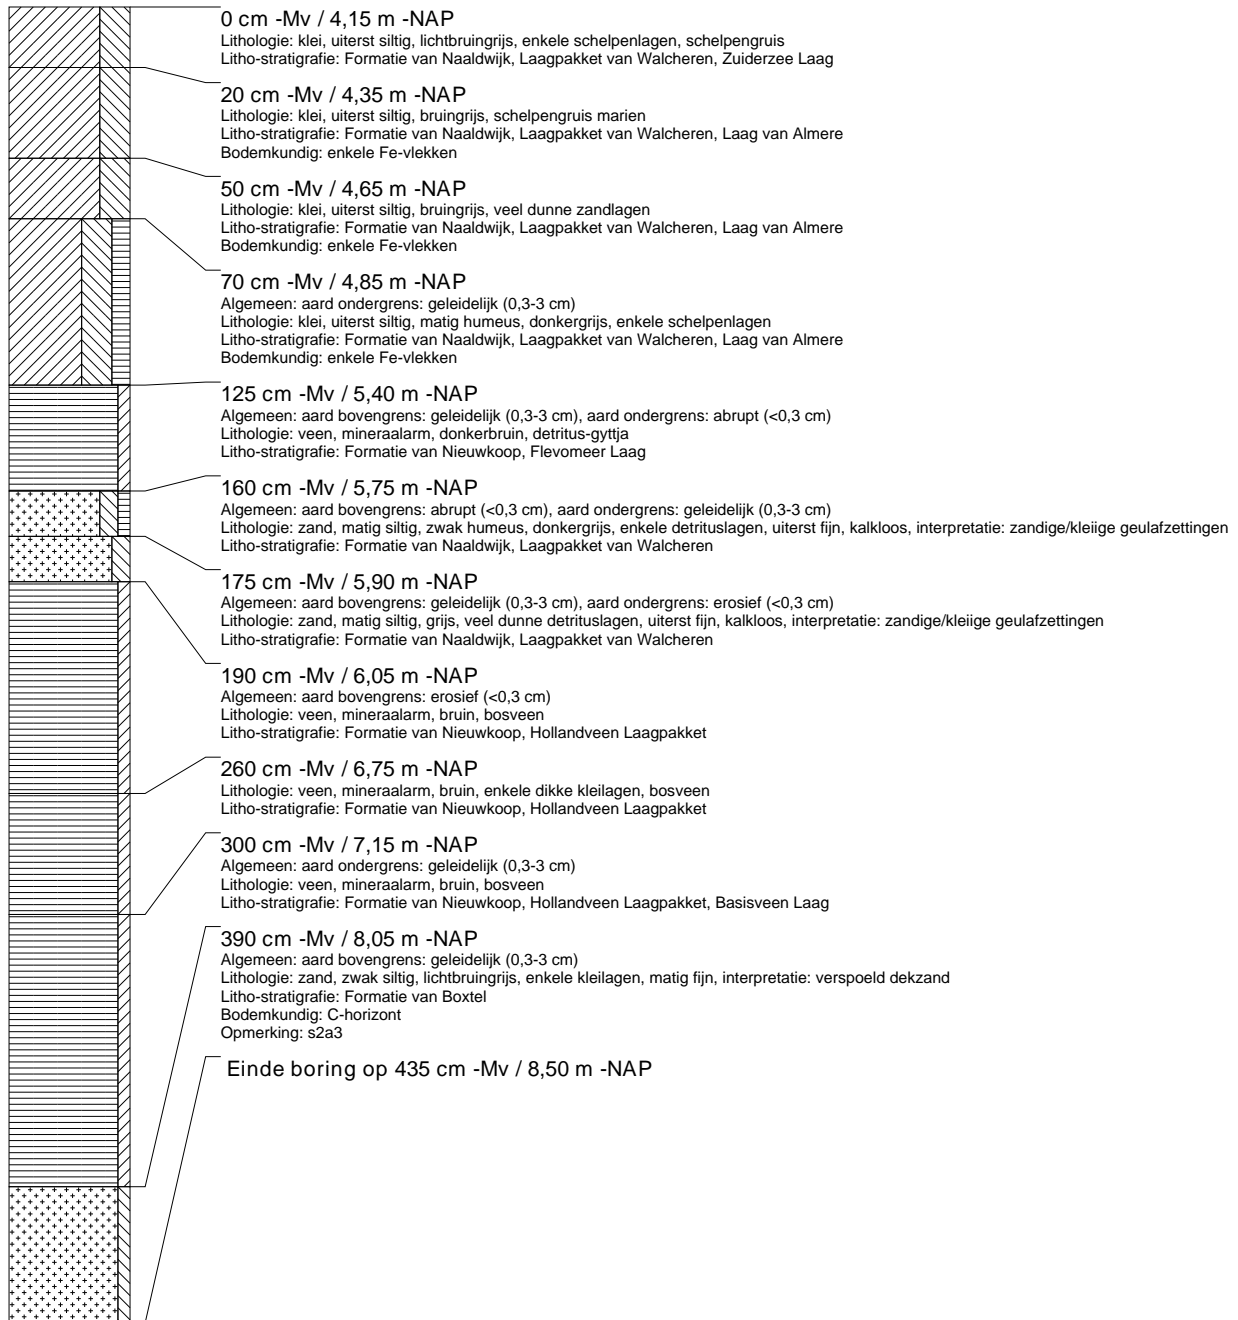 0 cm -Mv / 4,15 m -NAP
Lithologie: klei, uiterst siltig, lichtbruingrijs, enkele schelpenlagen, schelpengruis
Litho-stratigrafie: Formatie van Naaldwijk, Laagpakket van Walcheren, Zuiderzee Laag
20 cm -Mv / 4,35 m -NAP
Lithologie: klei, uiterst siltig, bruingrijs, schelpengruis marien
Litho-stratigrafie: Formatie van Naaldwijk, Laagpakket van Walcheren, Laag van Almere
Bodemkundig: enkele Fe-vlekken
50 cm -Mv / 4,65 m -NAP
Lithologie: klei, uiterst siltig, bruingrijs, veel dunne zandlagen
Litho-stratigrafie: Formatie van Naaldwijk, Laagpakket van Walcheren, Laag van Almere
Bodemkundig: enkele Fe-vlekken
70 cm -Mv / 4,85 m -NAP
Algemeen: aard ondergrens: geleidelijk (0,3-3 cm)
Lithologie: klei, uiterst siltig, matig humeus, donkergrijs, enkele schelpenlagen
Litho-stratigrafie: Formatie van Naaldwijk, Laagpakket van Walcheren, Laag van Almere
Bodemkundig: enkele Fe-vlekken
125 cm -Mv / 5,40 m -NAP
Algemeen: aard bovengrens: geleidelijk (0,3-3 cm), aard ondergrens: abrupt (<0,3 cm)
Lithologie: veen, mineraalarm, donkerbruin, detritus-gyttja
Litho-stratigrafie: Formatie van Nieuwkoop, Flevomeer Laag
160 cm -Mv / 5,75 m -NAP
Algemeen: aard bovengrens: abrupt (<0,3 cm), aard ondergrens: geleidelijk (0,3-3 cm)
Lithologie: zand, matig siltig, zwak humeus, donkergrijs, enkele detrituslagen, uiterst fijn, kalkloos, interpretatie: zandige/kleiige geulafzettingen
Litho-stratigrafie: Formatie van Naaldwijk, Laagpakket van Walcheren
175 cm -Mv / 5,90 m -NAP
Algemeen: aard bovengrens: geleidelijk (0,3-3 cm), aard ondergrens: erosief (<0,3 cm)
Lithologie: zand, matig siltig, grijs, veel dunne detrituslagen, uiterst fijn, kalkloos, interpretatie: zandige/kleiige geulafzettingen
Litho-stratigrafie: Formatie van Naaldwijk, Laagpakket van Walcheren
190 cm -Mv / 6,05 m -NAP
Algemeen: aard bovengrens: erosief (<0,3 cm)
Lithologie: veen, mineraalarm, bruin, bosveen
Litho-stratigrafie: Formatie van Nieuwkoop, Hollandveen Laagpakket
260 cm -Mv / 6,75 m -NAP
Lithologie: veen, mineraalarm, bruin, enkele dikke kleilagen, bosveen
Litho-stratigrafie: Formatie van Nieuwkoop, Hollandveen Laagpakket
300 cm -Mv / 7,15 m -NAP
Algemeen: aard ondergrens: geleidelijk (0,3-3 cm)
Lithologie: veen, mineraalarm, bruin, bosveen
Litho-stratigrafie: Formatie van Nieuwkoop, Hollandveen Laagpakket, Basisveen Laag
390 cm -Mv / 8,05 m -NAP
Algemeen: aard bovengrens: geleidelijk (0,3-3 cm)
Lithologie: zand, zwak siltig, lichtbruingrijs, enkele kleilagen, matig fijn, interpretatie: verspoeld dekzand
Litho-stratigrafie: Formatie van Boxtel
Bodemkundig: C-horizont
Opmerking: s2a3
Einde boring op 435 cm -Mv / 8,50 m -NAP